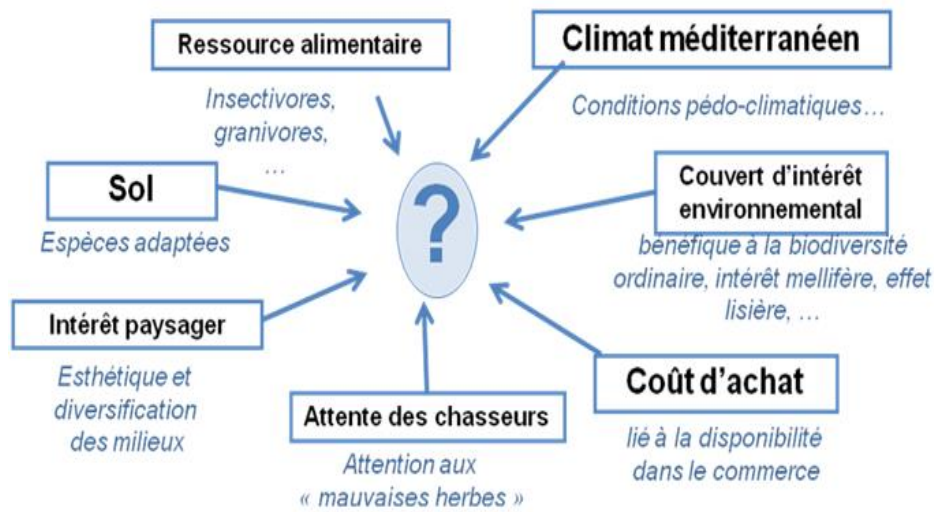 Ressource alimentaire
Insectivores,
granivores,
…
Climat méditerranéen
Conditions pédo-climatiques…
Sol
Espèces adaptées
?
Couvert d'intérêt
environnemental
bénéfique à la biodiversité
ordinaire, intérêt mellifère, effet
lisière, …
Intérêt paysager
Esthétique et
diversification
des milieux
Attente des chasseurs
Attention aux
« mauvaises herbes »
Coût d'achat
lié à la disponibilité
dans le commerce